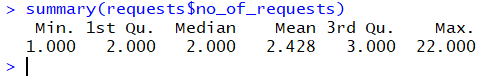 > summary(requests$no_of_requests)
Min. 1st Qu. Median Mean 3rd Qu. Max.
1.000 2.000 2.000 2.428 3.000 22.000
>